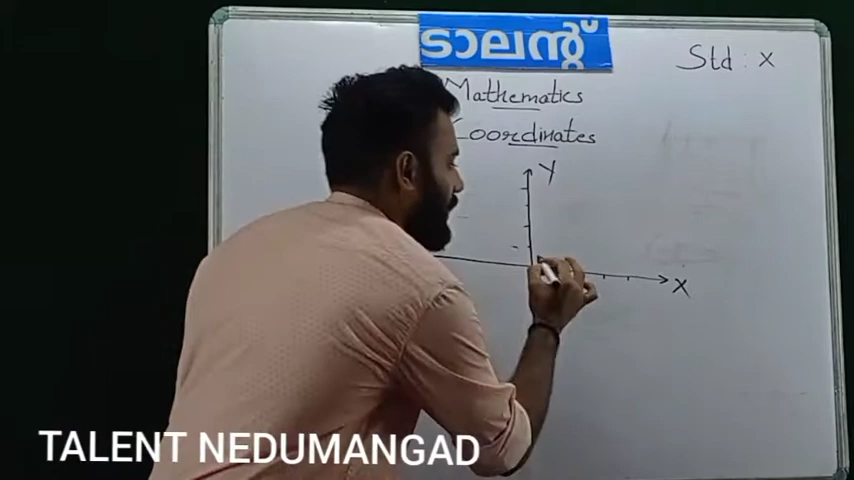 ടാലന്റ്
Std : X
Mathematics
Coordinates
Y
X
TALENT NEDUMANGAD